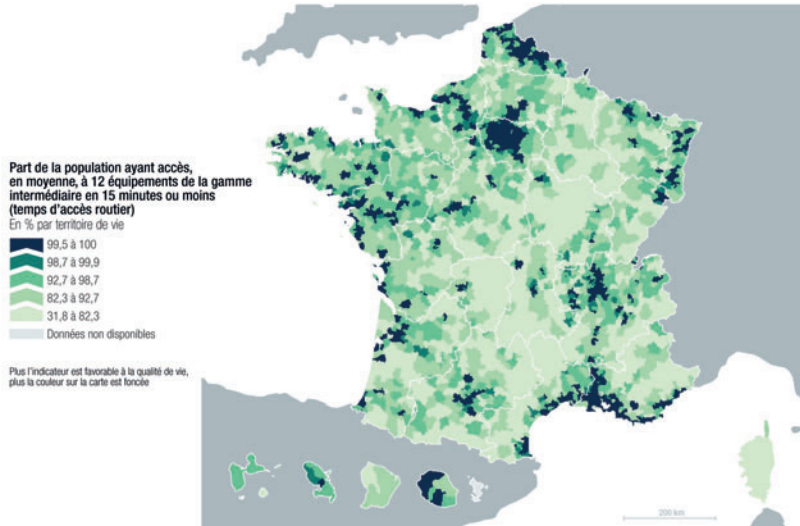 Part de la population ayant accès,
en moyenne, à 12 équipements de la gamme
intermédiaire en 15 minutes ou moins
(temps d'accès routier)
En % par territoire de vie
99,5 à 100
98,7 à 99,9
92,7 à 98,7
82,3 à 92,7
31,8 à 82,3
Données non disponibles
Plus l'indicateur est favorable à la qualité de vie,
plus la couleur sur la carte est foncée
200 km